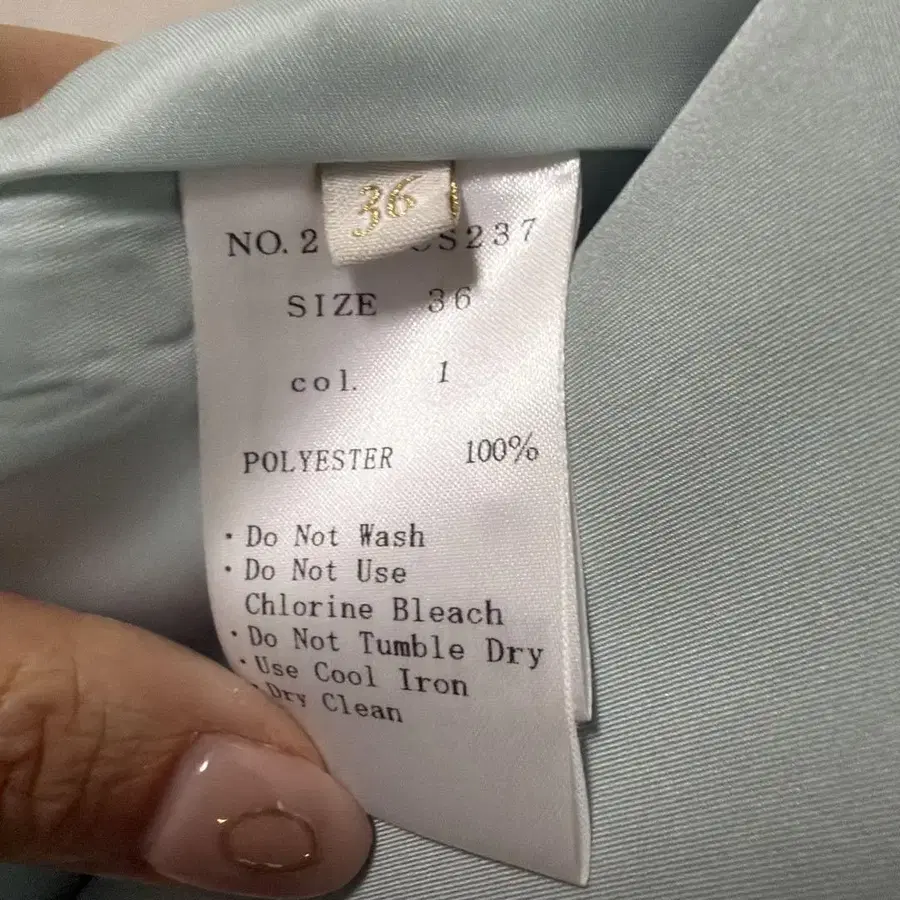 36
NO. 2 S237
SIZE 36
col. 1
POLYESTER 100%
・Do Not Wash
・Do Not Use
Chlorine Bleach
・Do Not Tumble Dry
・Use Cool Iron
・Dry Clean